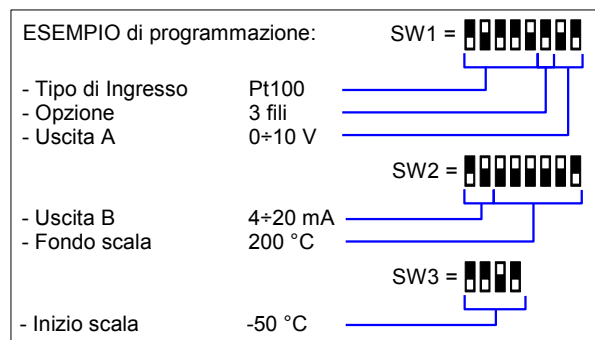 ESEMPIO di programmazione: SW1 =
- Tipo di Ingresso Pt100
- Opzione 3 fili
- Uscita A 0÷10 V
SW2 =
- Uscita B 4÷20 mA
- Fondo scala 200 °C
SW3 =
- Inizio scala -50 °C